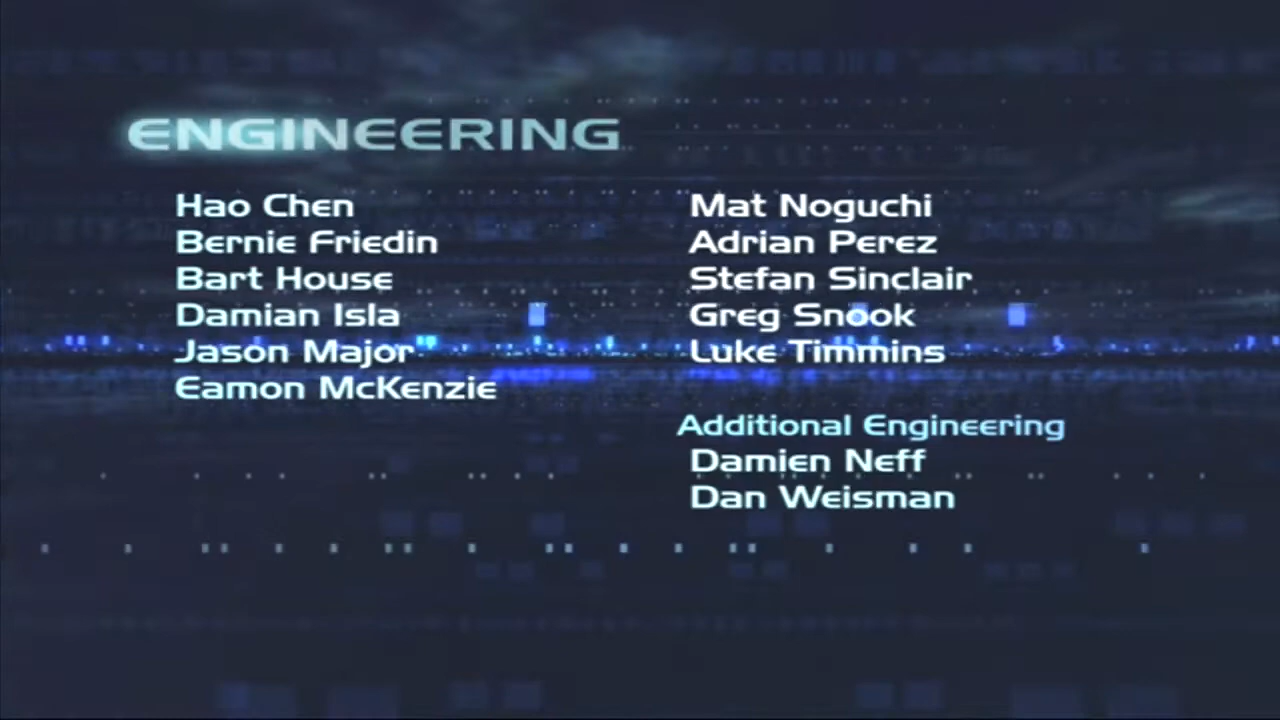 ENGINEERING
Hao Chen
Bernie Friedin
Bart House
Damian Isla
Jason Major
Eamon McKenzie
Mat Noguchi
Adrian Perez
Stefan Sinclair
Greg Snook
Luke Timmins
Additional Engineering
Damien Neff
Dan Weisman